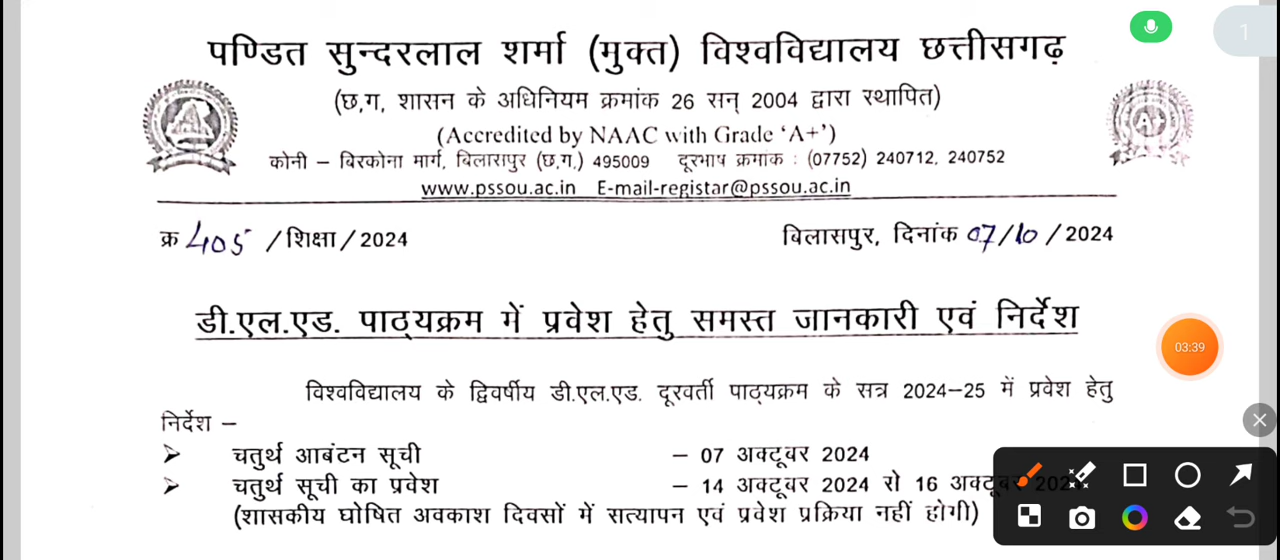 पण्डित सुन्दरलाल शर्मा (मुक्त) विश्वविद्यालय छत्तीसगढ़
(छ.ग. शासन के अधिनियम क्रमांक 26 सन् 2004 द्वारा स्थापित)
(Accredited by NAAC with Grade ‘A+’)
कोनी – बिरकोना मार्ग, बिलासपुर (छ.ग.) 495009 दूरभाष क्रमांक : (07752) 240712, 240752
www.pssou.ac.in E-mail-registar@pssou.ac.in
क्र 405 /शिक्षा/2024 बिलासपुर, दिनांक 07/10/2024
डी.एल.एड. पाठ्यक्रम में प्रवेश हेतु समस्त जानकारी एवं निर्देश
विश्वविद्यालय के द्विवर्षीय डी.एल.एड. दूरवर्ती पाठ्यक्रम के सत्र 2024–25 में प्रवेश हेतु
निर्देश –
➢ चतुर्थ आबंटन सूची – 07 अक्टूबर 2024
➢ चतुर्थ सूची का प्रवेश – 14 अक्टूबर 2024 से 16 अक्टूबर
(शासकीय घोषित अवकाश दिवसों में सत्यापन एवं प्रवेश प्रक्रिया नहीं होगी)
A+
1
03:39